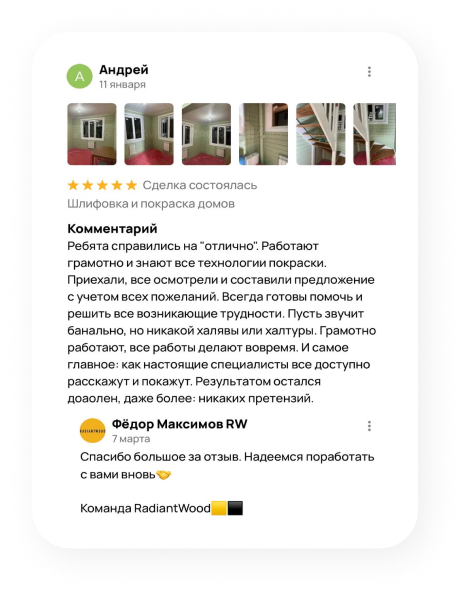 А
Андрей
11 января
Сделка состоялась
Шлифовка и покраска домов
Комментарий
Ребята справились на "отлично". Работают
грамотно и знают все технологии покраски.
Приехали, все осмотрели и составили предложение
с учетом всех пожеланий. Всегда готовы помочь и
решить все возникающие трудности. Пусть звучит
банально, но никакой халявы или халтуры. Грамотно
работают, все работы делают вовремя. И самое
главное: как настоящие специалисты все доступно
расскажут и покажут. Результатом остался
доаолен, даже более: никаких претензий.
RADIANTWOOD
Фёдор Максимов RW
7 марта
Спасибо большое за отзыв. Надеемся поработать
с вами вновь🤝
Команда RadiantWood🟨⬛